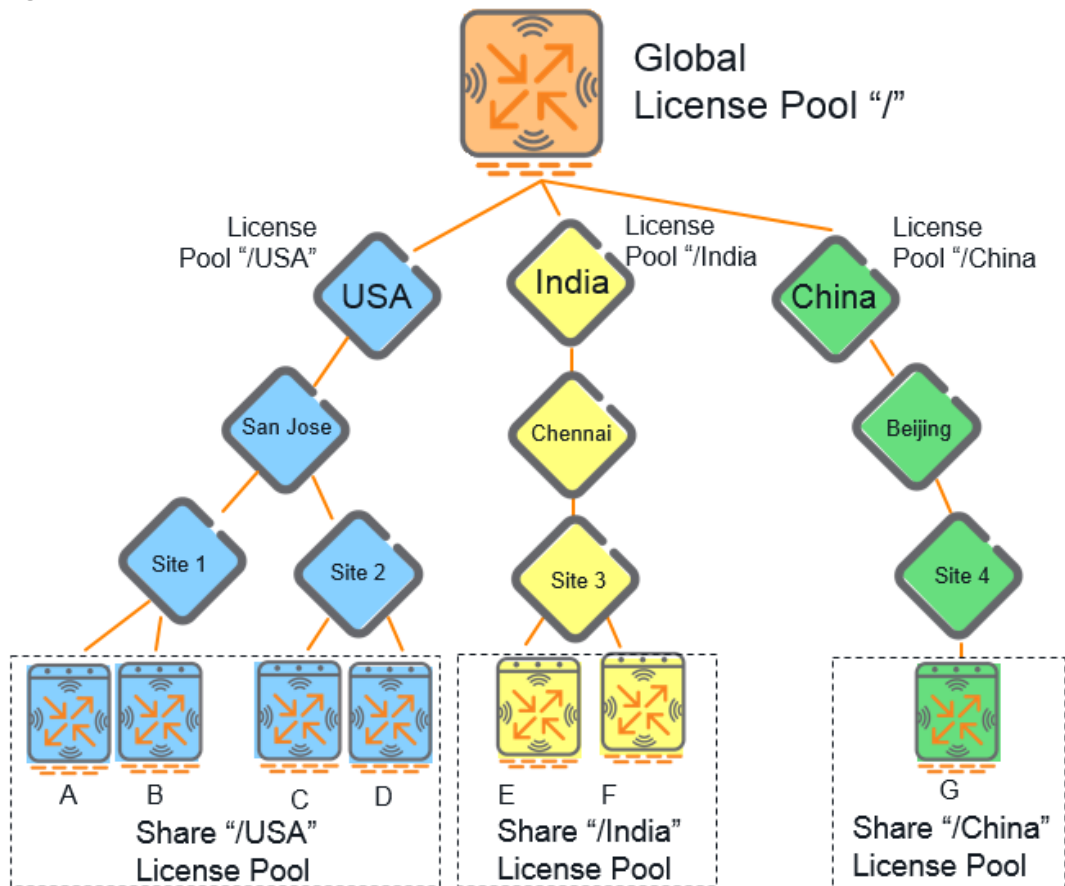 Global
License Pool “/”
License
Pool “/USA”
License
Pool “/India
License
Pool “/China
USA
India
China
San Jose
Chennai
Beijing
Site 1
Site 2
Site 3
Site 4
A
B
C
D
E
F
G
Share “/USA”
License Pool
Share “/India”
License Pool
Share “/China”
License Pool